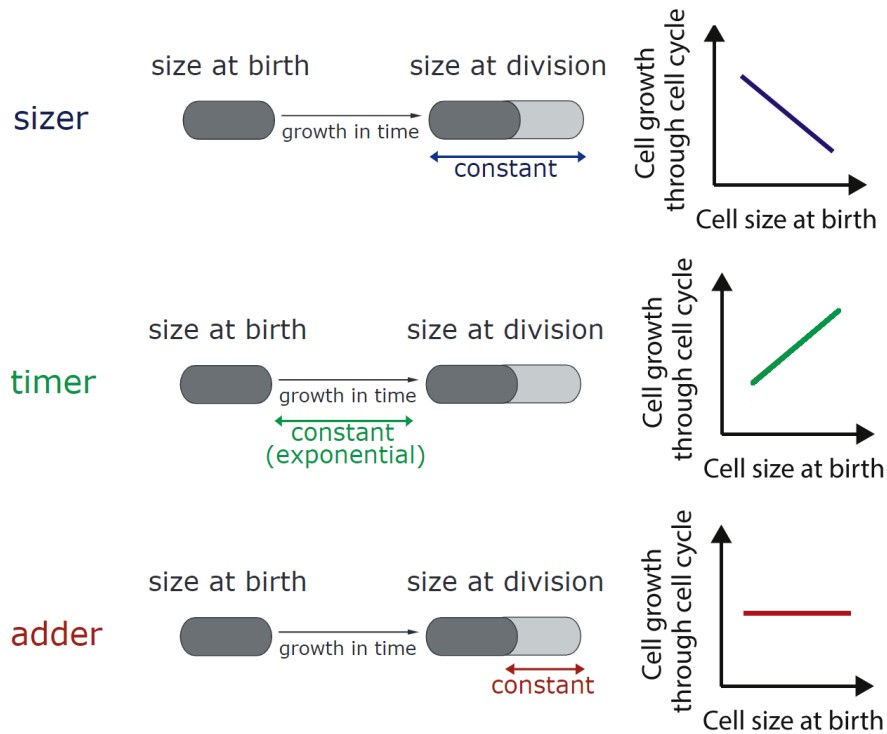 sizer
size at birth
size at division
growth in time
constant
Cell growth
through cell cycle
Cell size at birth
timer
size at birth
size at division
growth in time
constant
(exponential)
Cell growth
through cell cycle
Cell size at birth
adder
size at birth
size at division
growth in time
constant
Cell growth
through cell cycle
Cell size at birth